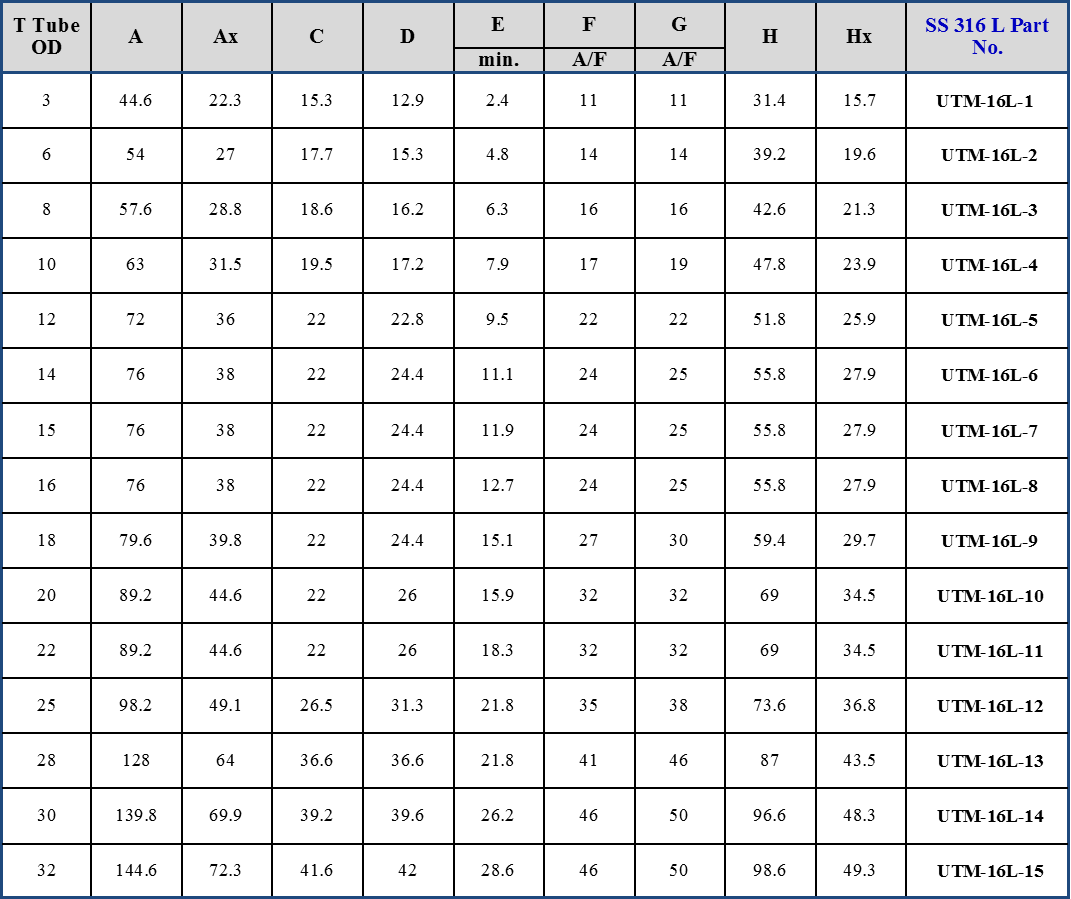 T Tube OD A Ax C D E F G H Hx SS 316 L Part No.
min. A/F A/F
3 44.6 22.3 15.3 12.9 2.4 11 11 31.4 15.7 UTM-16L-1
6 54 27 17.7 15.3 4.8 14 14 39.2 19.6 UTM-16L-2
8 57.6 28.8 18.6 16.2 6.3 16 16 42.6 21.3 UTM-16L-3
10 63 31.5 19.5 17.2 7.9 17 19 47.8 23.9 UTM-16L-4
12 72 36 22 22.8 9.5 22 22 51.8 25.9 UTM-16L-5
14 76 38 22 24.4 11.1 24 25 55.8 27.9 UTM-16L-6
15 76 38 22 24.4 11.9 24 25 55.8 27.9 UTM-16L-7
16 76 38 22 24.4 12.7 24 25 55.8 27.9 UTM-16L-8
18 79.6 39.8 22 24.4 15.1 27 30 59.4 29.7 UTM-16L-9
20 89.2 44.6 22 26 15.9 32 32 69 34.5 UTM-16L-10
22 89.2 44.6 22 26 18.3 32 32 69 34.5 UTM-16L-11
25 98.2 49.1 26.5 31.3 21.8 35 38 73.6 36.8 UTM-16L-12
28 128 64 36.6 36.6 21.8 41 46 87 43.5 UTM-16L-13
30 139.8 69.9 39.2 39.6 26.2 46 50 96.6 48.3 UTM-16L-14
32 144.6 72.3 41.6 42 28.6 46 50 98.6 49.3 UTM-16L-15